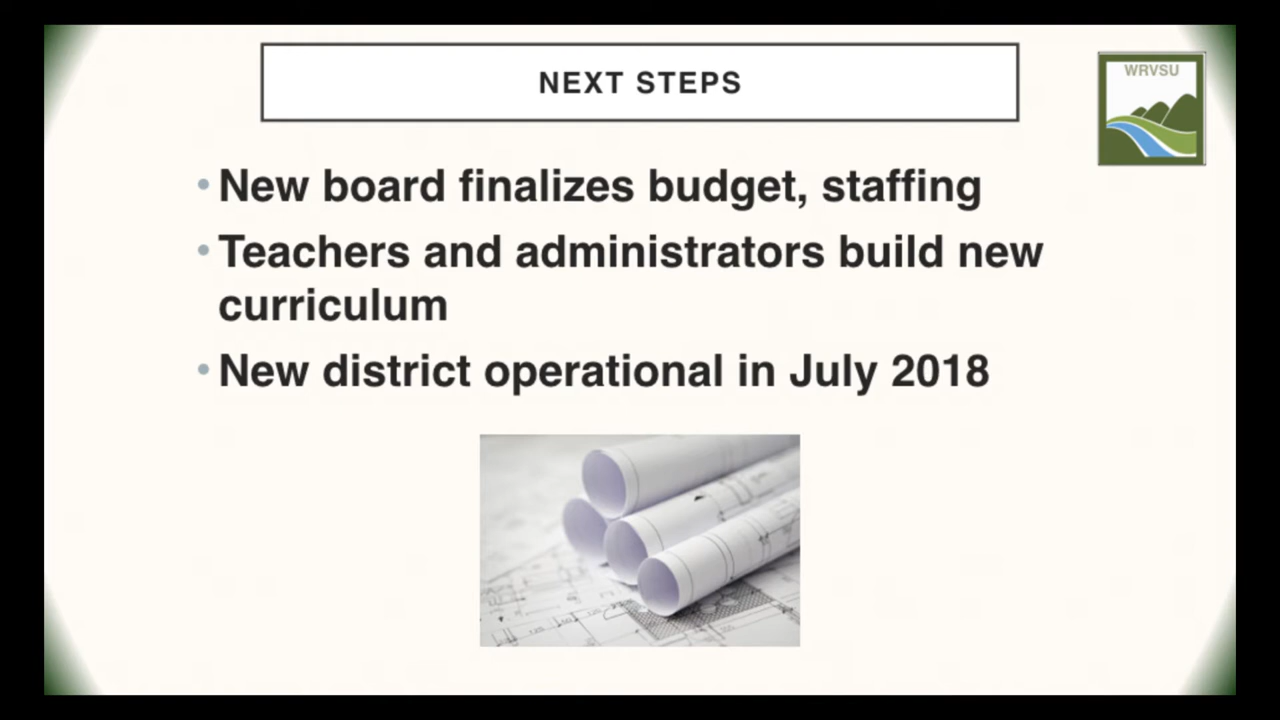 NEXT STEPS
WRVSU
• New board finalizes budget, staffing
• Teachers and administrators build new
curriculum
• New district operational in July 2018